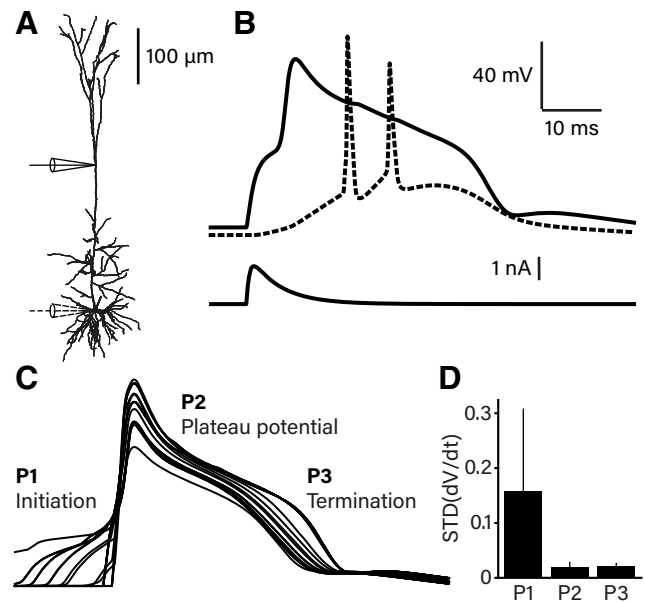 A
100 µm
B
40 mV
10 ms
1 nA
C
P1
Initiation
P2
Plateau potential
P3
Termination
D
STD(dV/dt)
0.3
0.2
0.1
0
P1
P2
P3